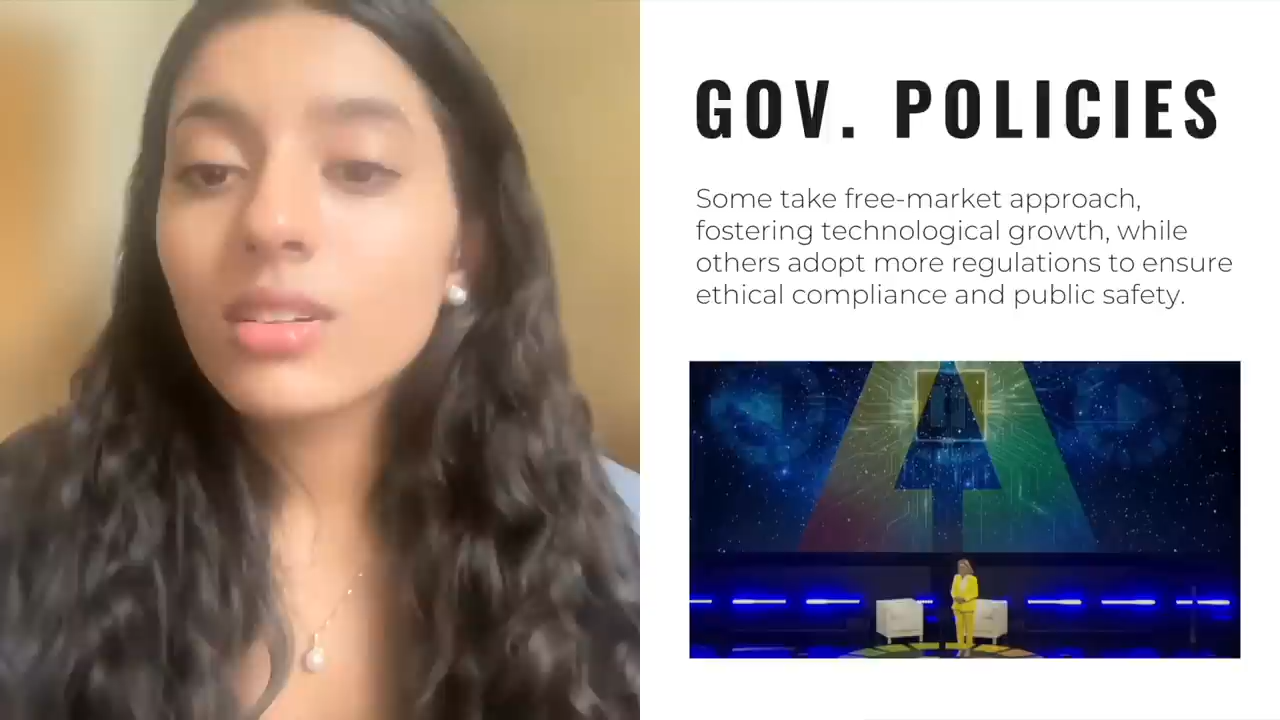 GOV. POLICIES
Some take free-market approach,
fostering technological growth, while
others adopt more regulations to ensure
ethical compliance and public safety.